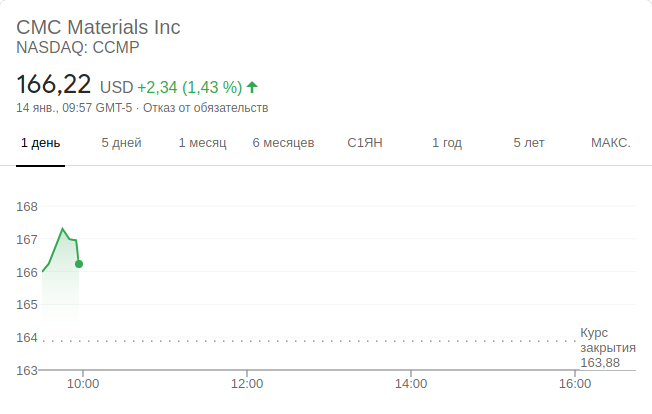 CMC Materials Inc
NASDAQ: CCMP
166,22 USD +2,34 (1,43 %)
14 янв., 09:57 GMT-5 · Отказ от обязательств
1 день 5 дней 1 месяц 6 месяцев С1ЯН 1 год 5 лет МАКС.
168
167
166
165
164
163
Курс
закрытия
163,88
10:00 12:00 14:00 16:00